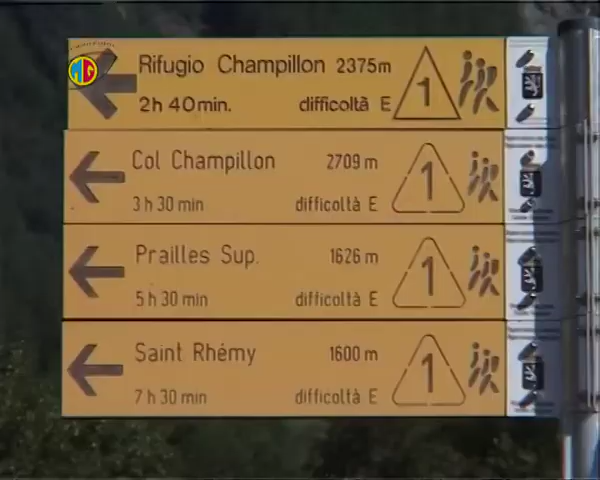 Rifugio Champillon 2375m
2h 40min. difficoltà E
1
Col Champillon 2709 m
3 h 30 min difficoltà E
1
Prailles Sup. 1626 m
5 h 30 min difficoltà E
1
Saint Rhémy 1600 m
7 h 30 min difficoltà E
1